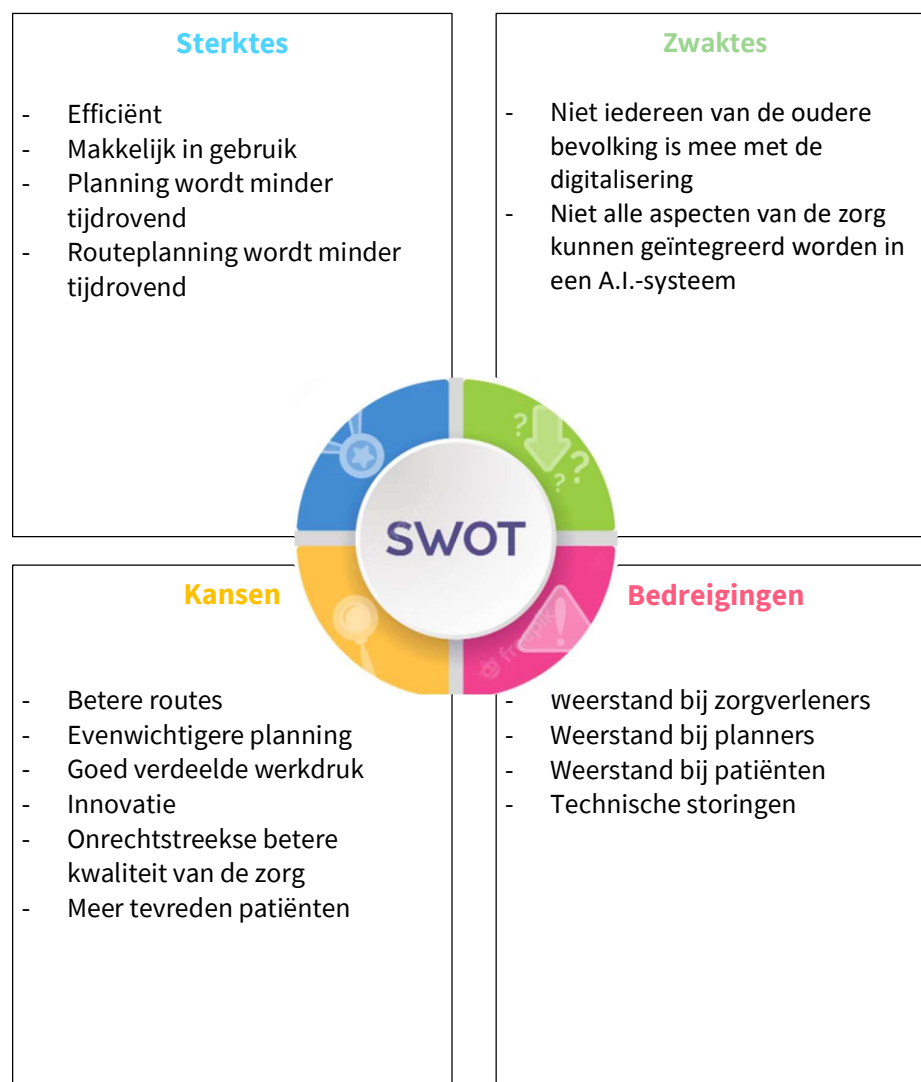 Sterktes
- Efficiënt
- Makkelijk in gebruik
- Planning wordt minder
tijdrovend
- Routeplanning wordt minder
tijdrovend
Zwaktes
- Niet iedereen van de oudere
bevolking is mee met de
digitalisering
- Niet alle aspecten van de zorg
kunnen geïntegreerd worden in
een A.I.-systeem
? ? ?
SWOT
Kansen
- Betere routes
- Evenwichtigere planning
- Goed verdeelde werkdruk
- Innovatie
- Onrechtstreekse betere
kwaliteit van de zorg
- Meer tevreden patiënten
Bedreigingen
freepik
- Weerstand bij zorgverleners
- Weerstand bij planners
- Weerstand bij patiënten
- Technische storingen